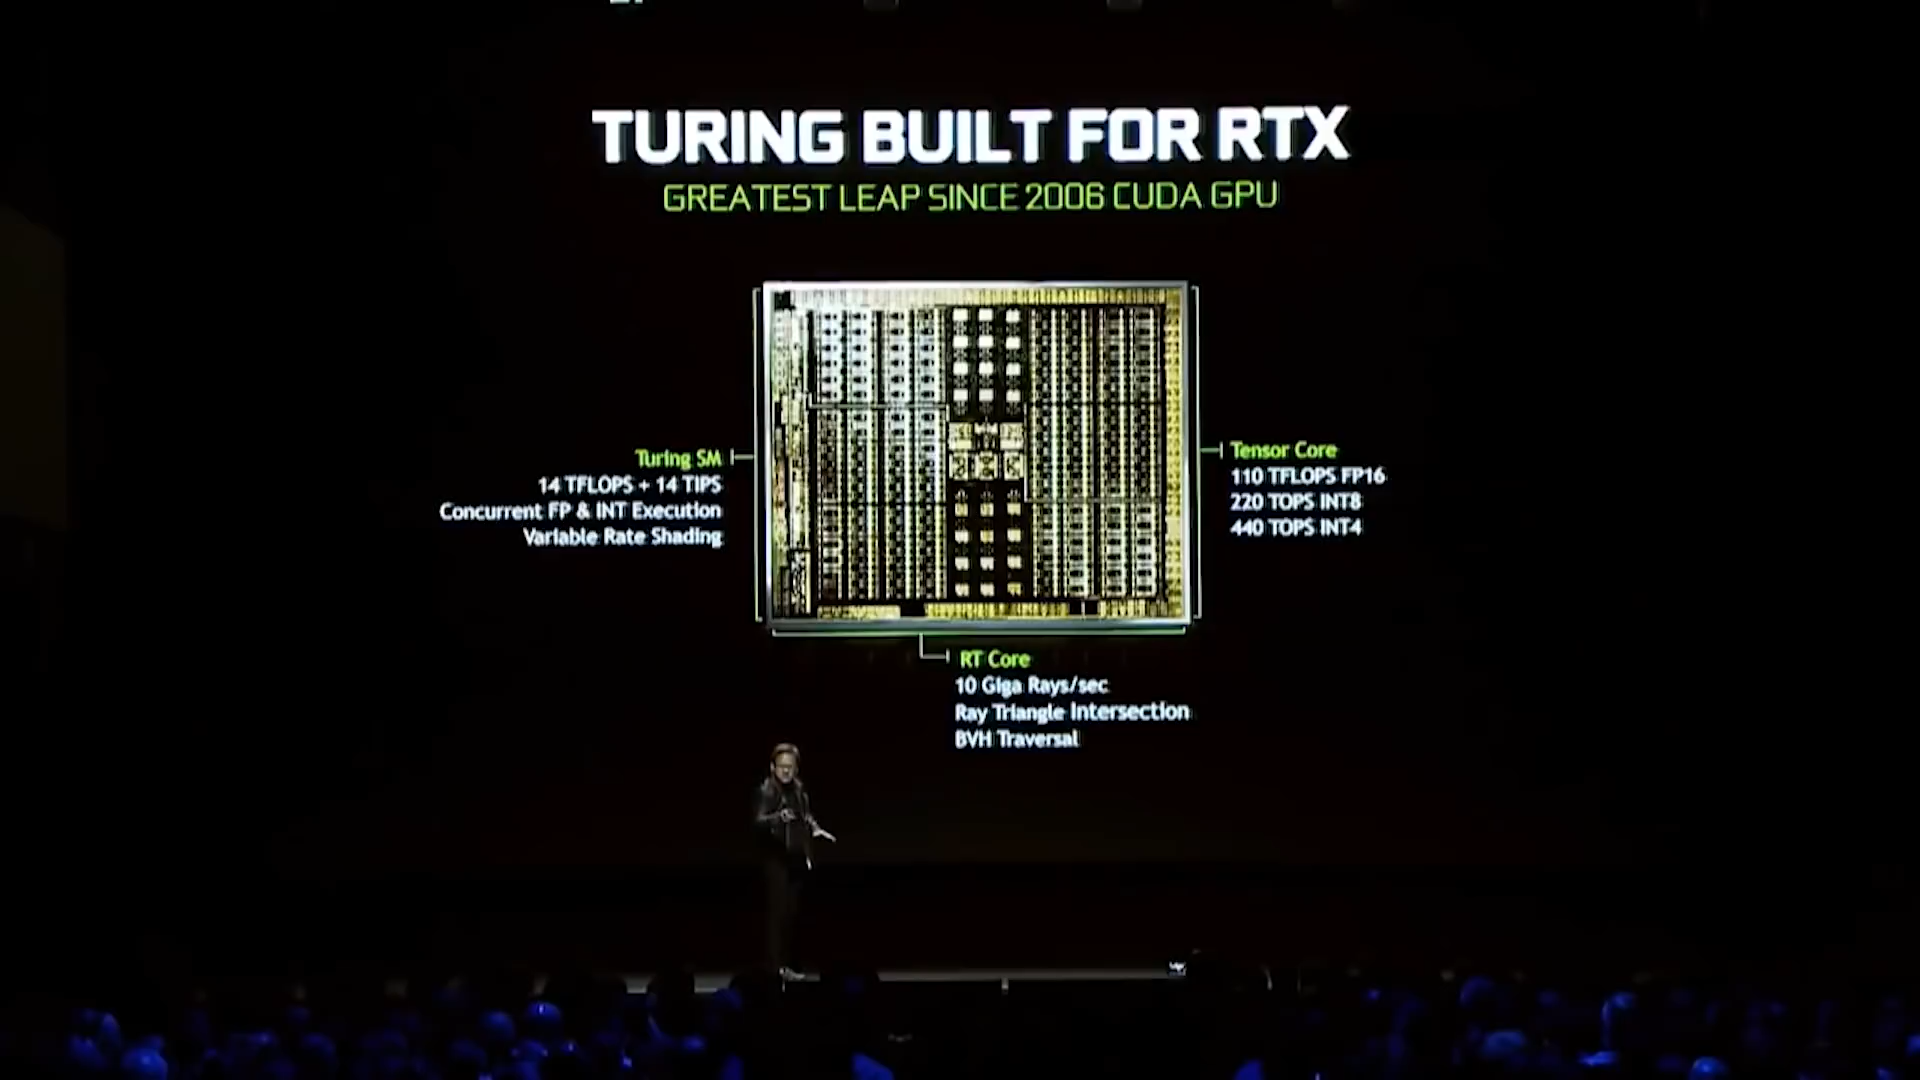 TURING BUILT FOR RTX
GREATEST LEAP SINCE 2006 CUDA GPU
Turing SM
14 TFLOPS + 14 TIPS
Concurrent FP & INT Execution
Variable Rate Shading
Tensor Core
110 TFLOPS FP16
220 TOPS INT8
440 TOPS INT4
RT Core
10 Giga Rays/sec
Ray Triangle Intersection
BVH Traversal